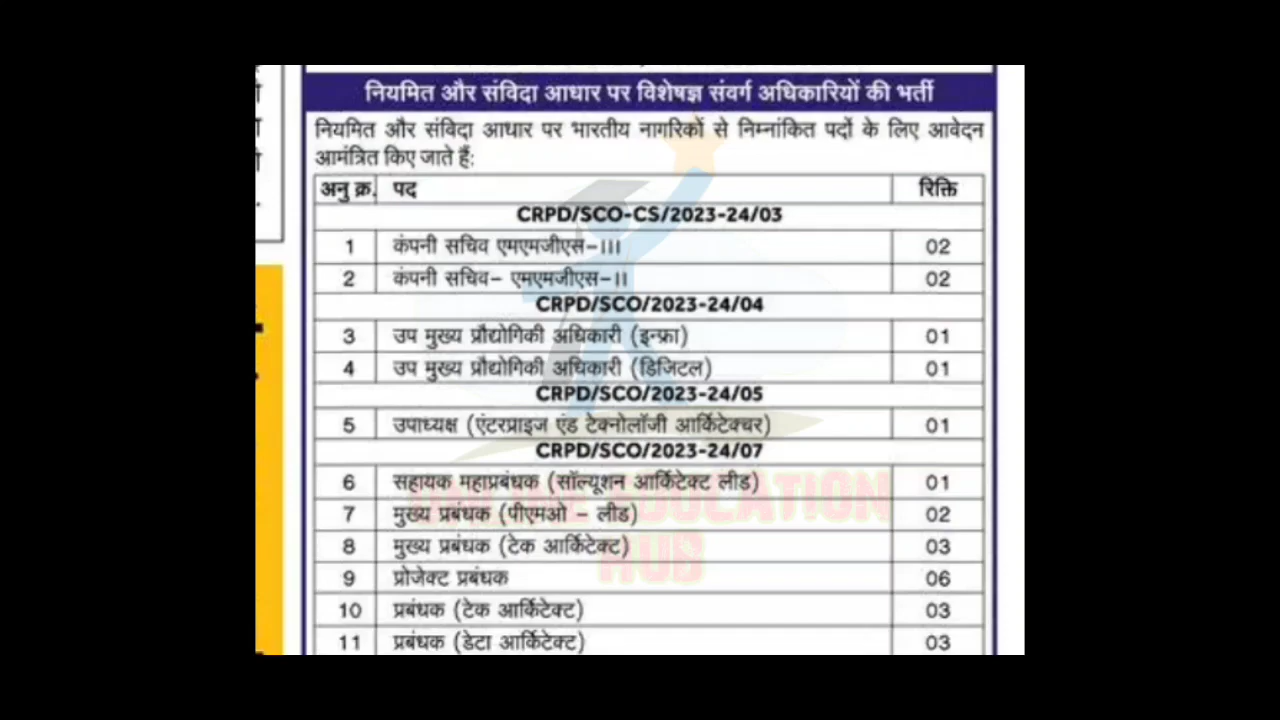 नियमित और संविदा आधार पर विशेषज्ञ संवर्ग अधिकारियों की भर्ती
नियमित और संविदा आधार पर भारतीय नागरिकों से निम्नांकित पदों के लिए आवेदन
आमंत्रित किए जाते हैं:
अनु क्र. पद रिक्ति
CRPD/SCO-CS/2023-24/03
1 कंपनी सचिव एमएमजीएस-III 02
2 कंपनी सचिव- एमएमजीएस-II 02
CRPD/SCO/2023-24/04
3 उप मुख्य प्रौद्योगिकी अधिकारी (इन्फ्रा) 01
4 उप मुख्य प्रौद्योगिकी अधिकारी (डिजिटल) 01
CRPD/SCO/2023-24/05
5 उपाध्यक्ष (एंटरप्राइज एंड टेक्नोलॉजी आर्किटेक्चर) 01
CRPD/SCO/2023-24/07
6 सहायक महाप्रबंधक (सॉल्यूशन आर्किटेक्ट लीड) 01
7 मुख्य प्रबंधक (पीएमओ - लीड) 02
8 मुख्य प्रबंधक (टेक आर्किटेक्ट) 03
9 प्रोजेक्ट प्रबंधक 06
10 प्रबंधक (टेक आर्किटेक्ट) 03
11 प्रबंधक (डेटा आर्किटेक्ट) 03
ONLINE EDUCATION
HUB